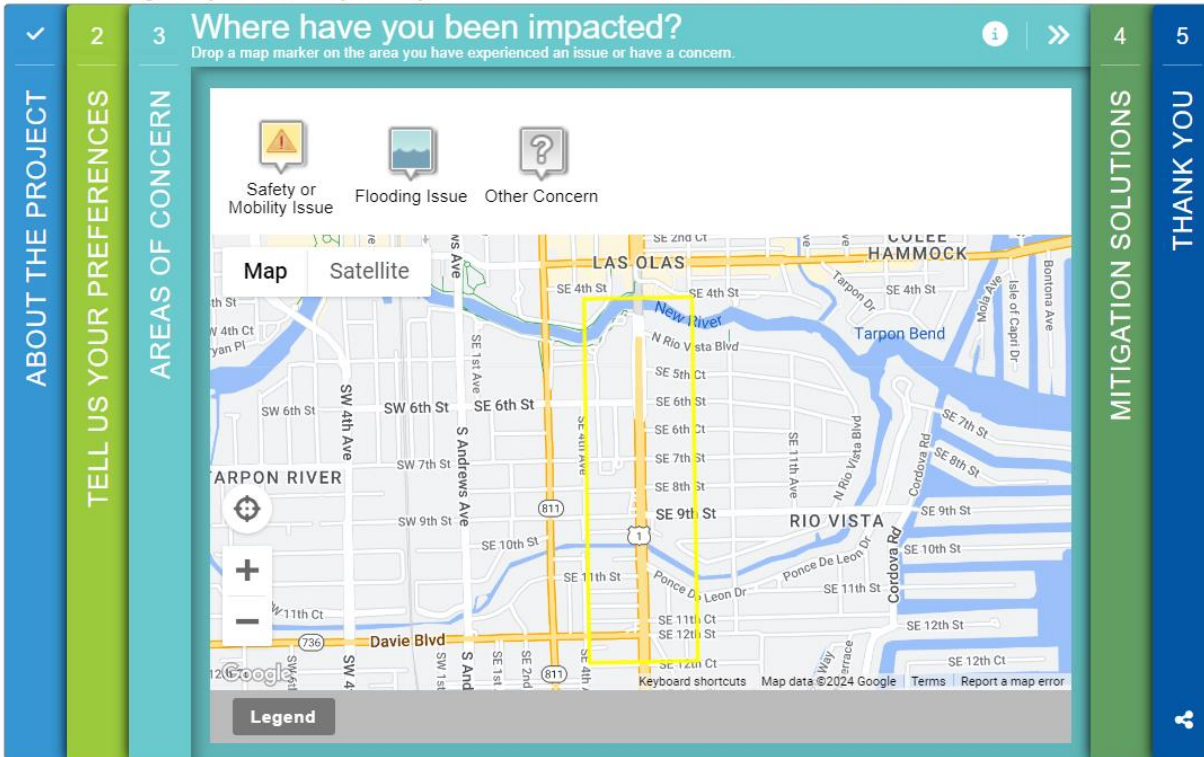 ABOUT THE PROJECT
2
TELL US YOUR PREFERENCES
3
AREAS OF CONCERN
Where have you been impacted?
Drop a map marker on the area you have experienced an issue or have a concern.
4
MITIGATION SOLUTIONS
5
THANK YOU
Safety or
Mobility Issue
Flooding Issue
Other Concern
Map
Satellite
SE 2nd Ct
LAS OLAS
COLEE
HAMMOCK
SE 4th St
SE 4th St
Tarpon Dr
SE 4th St
Mola Ave
Isle of Capri Dr
Bontona Ave
New River
N Rio Vista Blvd
Tarpon Bend
SE 1st Ave
SE 5th Ct
SW 4th Ave
SW 6th St
SW 6th St
SE 6th St
SE 6th St
SE 4th Ave
SE 6th Ct
S Andrews Ave
SE 11th Ave
N Rio Vista Blvd
Cordova Rd
SE 7th St
SW 7th St
SE 7th St
SE 8th St
TARPON RIVER
SE 8th St
811
SW 9th St
SE 9th St
RIO VISTA
SE 9th St
1
SE 10th St
Ponce De Leon Dr
Cordova Rd
SE 10th St
SE 11th St
Ponce De Leon Dr
SE 11th St
SW 11th Ct
SE 11th Ct
SE 12th St
SE 12th St
736
Davie Blvd
811
SE 12th Ct
SE 12th Ct
Google
Keyboard shortcuts
Map data ©2024 Google
Terms
Report a map error
Legend